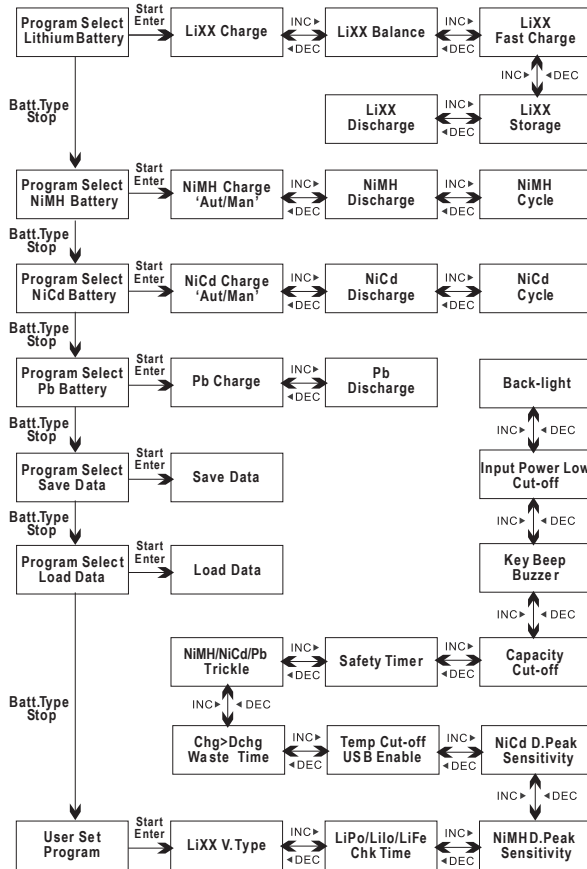 Program Select
Lithium Battery
Start
Enter
LiXX Charge
INC►
◄DEC
LiXX Balance
INC►
◄DEC
LiXX
Fast Charge
INC► ◄DEC
Batt.Type
Stop
LiXX
Discharge
INC►
◄DEC
LiXX
Storage
Program Select
NiMH Battery
Start
Enter
NiMH Charge
'Aut/Man'
INC►
◄DEC
NiMH
Discharge
INC►
◄DEC
NiMH
Cycle
Batt.Type
Stop
Program Select
NiCd Battery
Start
Enter
NiCd Charge
'Aut/Man'
INC►
◄DEC
NiCd
Discharge
INC►
◄DEC
NiCd
Cycle
Batt.Type
Stop
Program Select
Pb Battery
Start
Enter
Pb Charge
INC►
◄DEC
Pb
Discharge
Back-light
Batt.Type
Stop
INC► ◄DEC
Program Select
Save Data
Start
Enter
Save Data
Input Power Low
Cut-off
Batt.Type
Stop
INC► ◄DEC
Program Select
Load Data
Start
Enter
Load Data
Key Beep
Buzzer
INC► ◄DEC
NiMH/NiCd/Pb
Trickle
INC►
◄DEC
Safety Timer
INC►
◄DEC
Capacity
Cut-off
Batt.Type
Stop
INC► ◄DEC
Chg>Dchg
Waste Time
INC►
◄DEC
Temp Cut-off
USB Enable
INC►
◄DEC
NiCd D.Peak
Sensitivity
INC► ◄DEC
User Set
Program
Start
Enter
LiXX V.Type
INC►
◄DEC
LiPo/LiIo/LiFe
Chk Time
INC►
◄DEC
NiMH D.Peak
Sensitivity